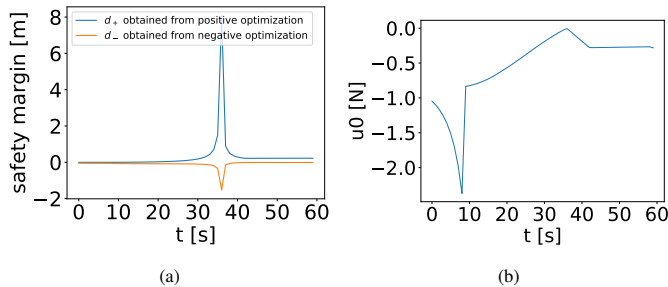 safety margin [m]
8
6
4
2
0
−2
d₊ obtained from positive optimization
d₋ obtained from negative optimization
0 10 20 30 40 50 60
t [s]
(a)
u0 [N]
0.0
−0.5
−1.0
−1.5
−2.0
0 10 20 30 40 50 60
t [s]
(b)